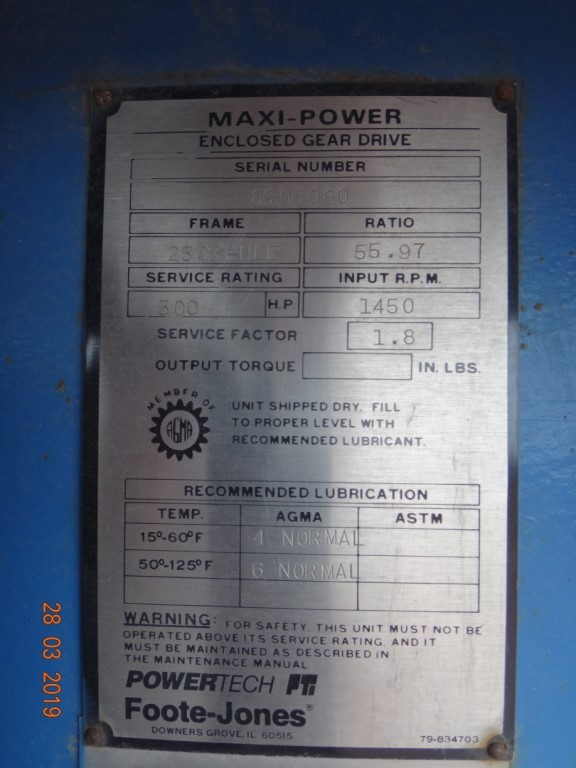 MAXI-POWER
ENCLOSED GEAR DRIVE
SERIAL NUMBER
FRAME RATIO
55.97
SERVICE RATING INPUT R.P.M.
300 H.P 1450
SERVICE FACTOR 1.8
OUTPUT TORQUE IN. LBS.
MEMBER OF
AGMA
UNIT SHIPPED DRY. FILL
TO PROPER LEVEL WITH
RECOMMENDED LUBRICANT.
RECOMMENDED LUBRICATION
TEMP. AGMA ASTM
15°-60°F 4 NORMAL
50°-125°F 6 NORMAL
WARNING: FOR SAFETY, THIS UNIT MUST NOT BE
OPERATED ABOVE ITS SERVICE RATING, AND IT
MUST BE MAINTAINED AS DESCRIBED IN
THE MAINTENANCE MANUAL
POWERTECH PTi
Foote-Jones®
DOWNERS GROVE, IL 60515
79-834703
28 03 2019